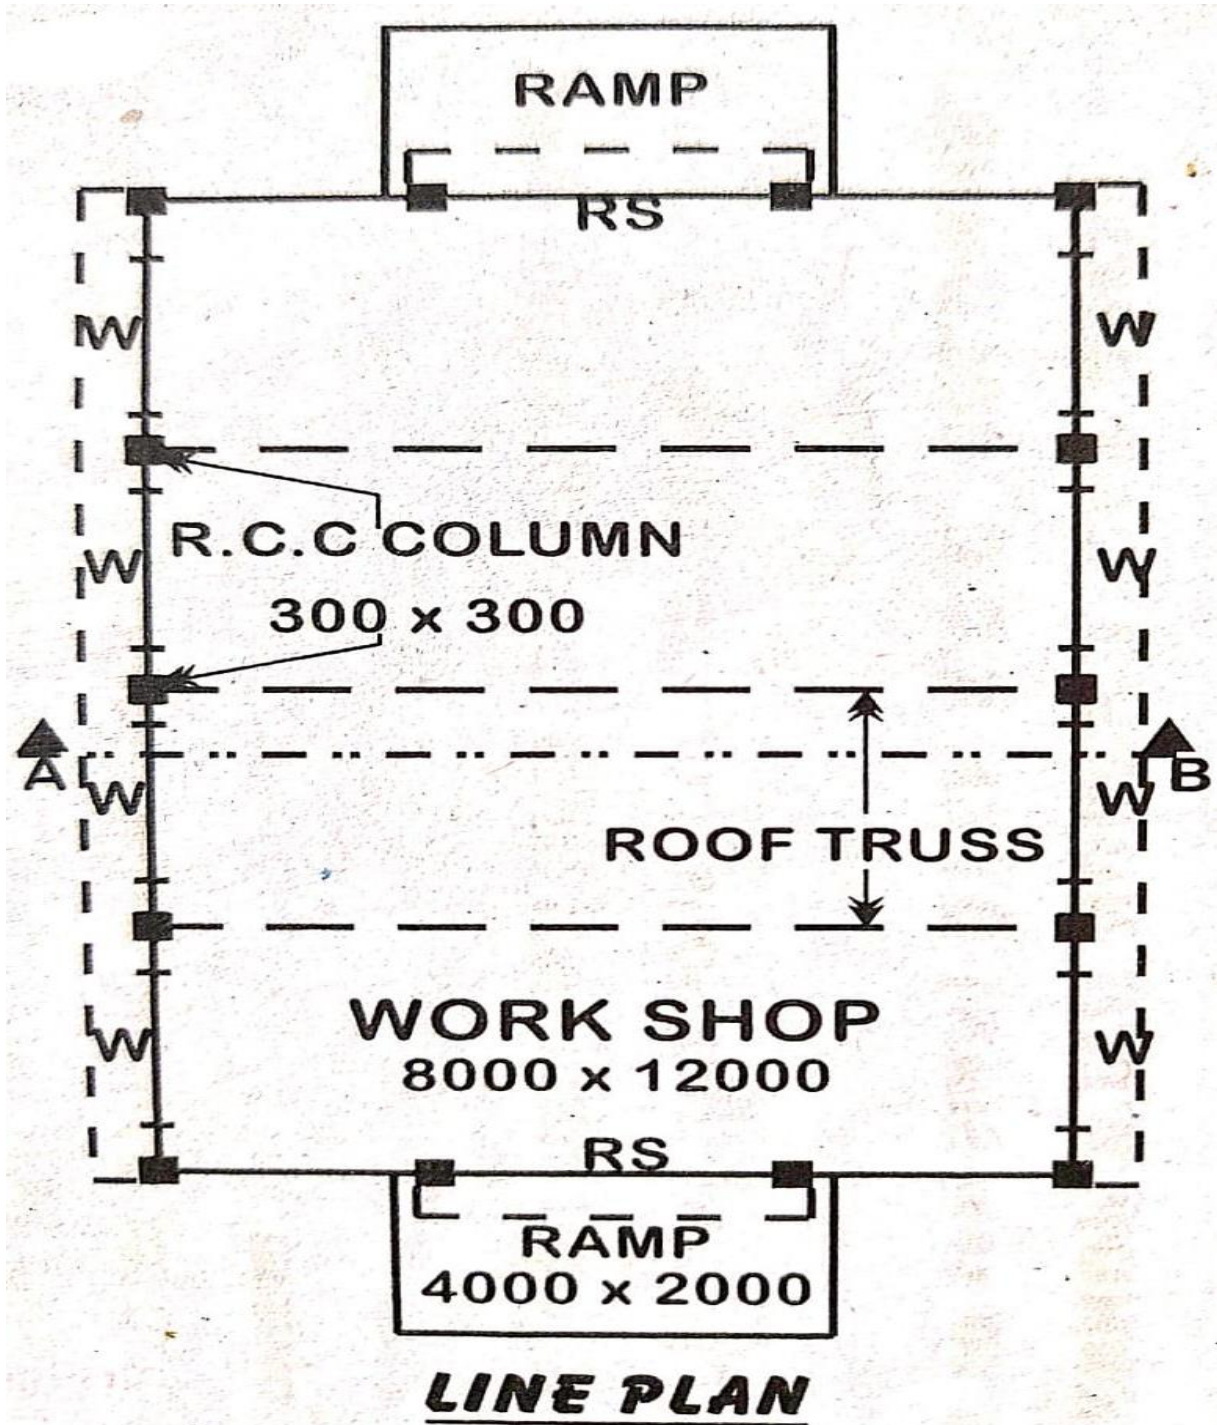 RAMP
RS
W W
R.C.C COLUMN
W W
300 x 300
A B
W W
ROOF TRUSS
WORK SHOP
W W
8000 x 12000
RS
RAMP
4000 x 2000
LINE PLAN